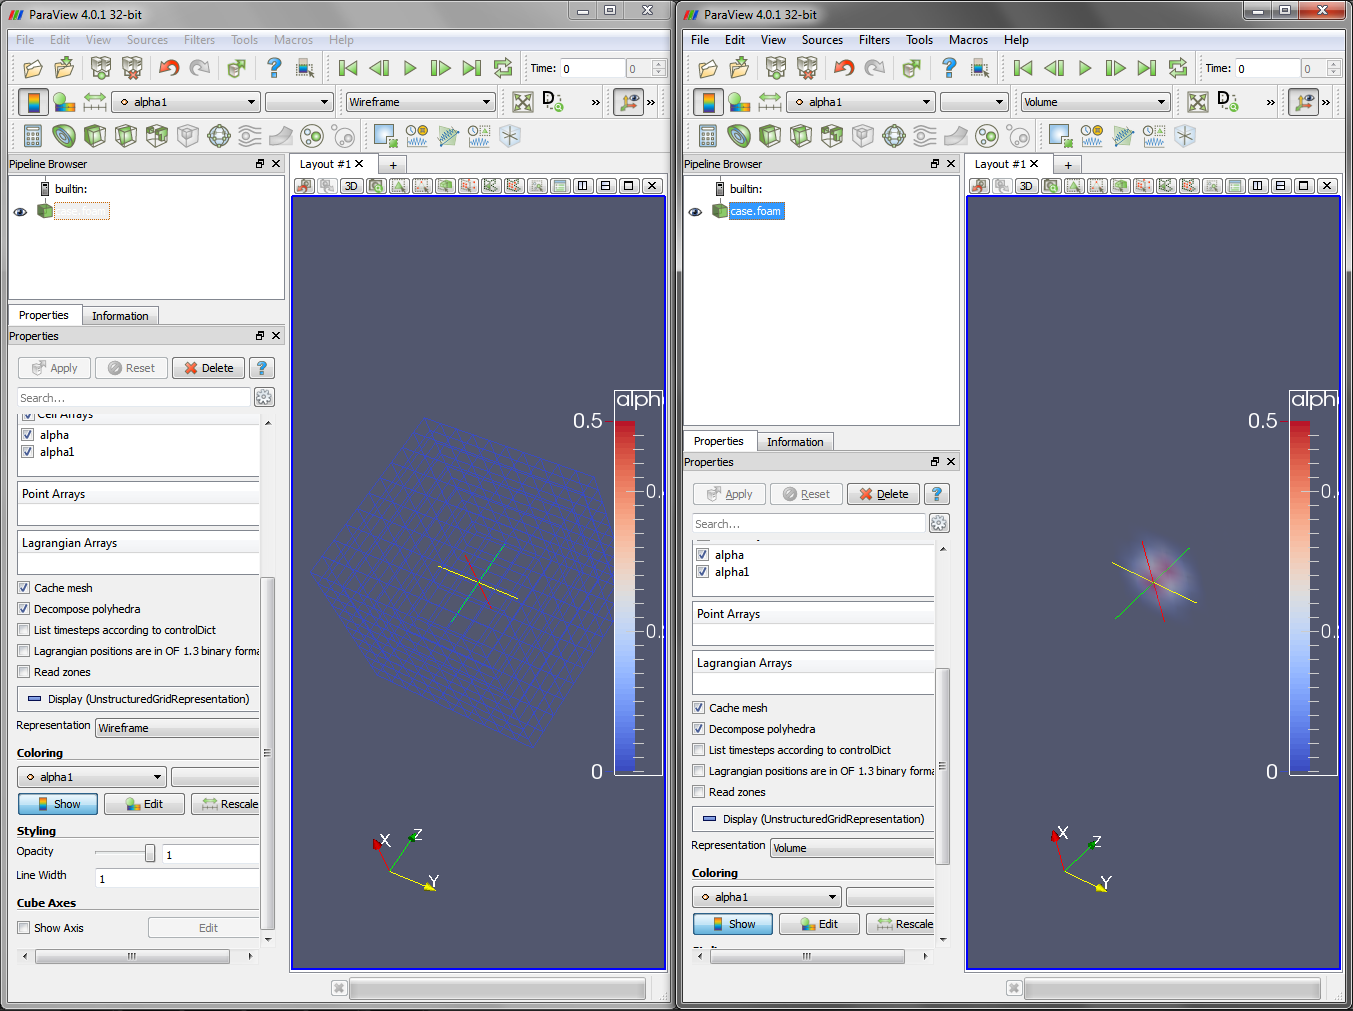 ParaView 4.0.1 32-bit
File Edit View Sources Filters Tools Macros Help
Time: 0 0
alpha1 Wireframe D »  »
Pipeline Browser
Layout #1 +
builtin:
3D
case.foam
Properties Information
Properties
Apply Reset Delete ?
Search...
Cell Arrays
alpha
alpha1
Point Arrays
Lagrangian Arrays
Cache mesh
Decompose polyhedra
List timesteps according to controlDict
Lagrangian positions are in OF 1.3 binary forma
Read zones
Display (UnstructuredGridRepresentation)
Representation Wireframe
Coloring
alpha1
Show Edit Rescale
Styling
Opacity 1
Line Width 1
Cube Axes
Show Axis Edit
alph
0.5
0.
0.
0
X Z
Y
ParaView 4.0.1 32-bit
File Edit View Sources Filters Tools Macros Help
Time: 0 0
alpha1 Volume D » »
Pipeline Browser
Layout #1 +
builtin:
3D
case.foam
Properties Information
Properties
Apply Reset Delete ?
Search...
alpha
alpha1
Point Arrays
Lagrangian Arrays
Cache mesh
Decompose polyhedra
List timesteps according to controlDict
Lagrangian positions are in OF 1.3 binary forma
Read zones
Display (UnstructuredGridRepresentation)
Representation Volume
Coloring
alpha1
Show Edit Rescale
alph
0.5
0.
0.
0
X Z
Y